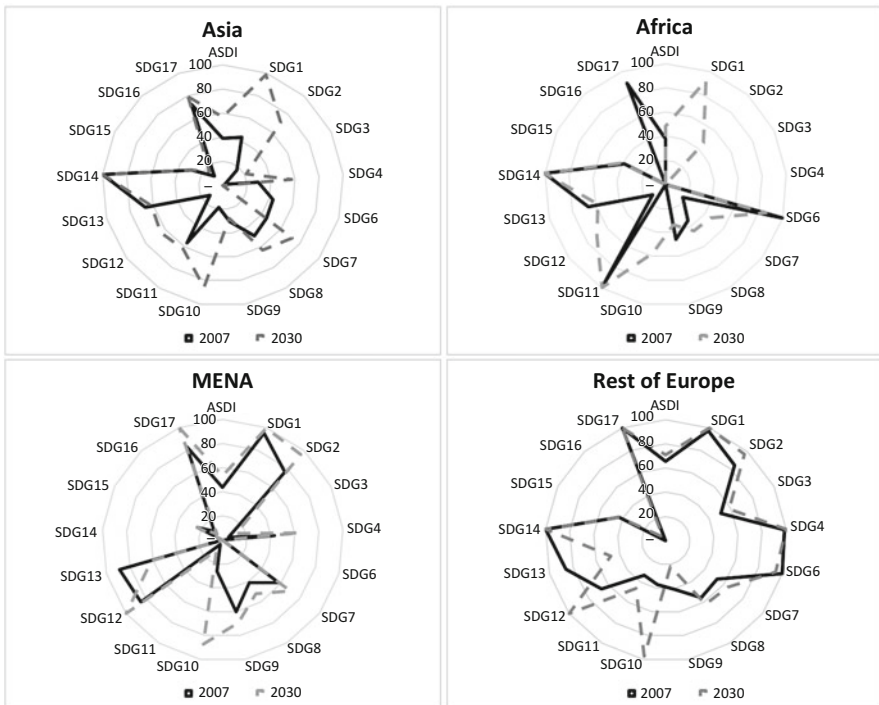 Asia
ASDI
SDG1
SDG2
SDG3
SDG4
SDG6
SDG7
SDG8
SDG9
SDG10
SDG11
SDG12
SDG13
SDG14
SDG15
SDG16
SDG17
100
80
60
40
20
–
2007 2030
Africa
ASDI
SDG1
SDG2
SDG3
SDG4
SDG6
SDG7
SDG8
SDG9
SDG10
SDG11
SDG12
SDG13
SDG14
SDG15
SDG16
SDG17
100
80
60
40
20
–
2007 2030
MENA
ASDI
SDG1
SDG2
SDG3
SDG4
SDG6
SDG7
SDG8
SDG9
SDG10
SDG11
SDG12
SDG13
SDG14
SDG15
SDG16
SDG17
100
80
60
40
20
–
2007 2030
Rest of Europe
ASDI
SDG1
SDG2
SDG3
SDG4
SDG6
SDG7
SDG8
SDG9
SDG10
SDG11
SDG12
SDG13
SDG14
SDG15
SDG16
SDG17
100
80
60
40
20
–
2007 2030